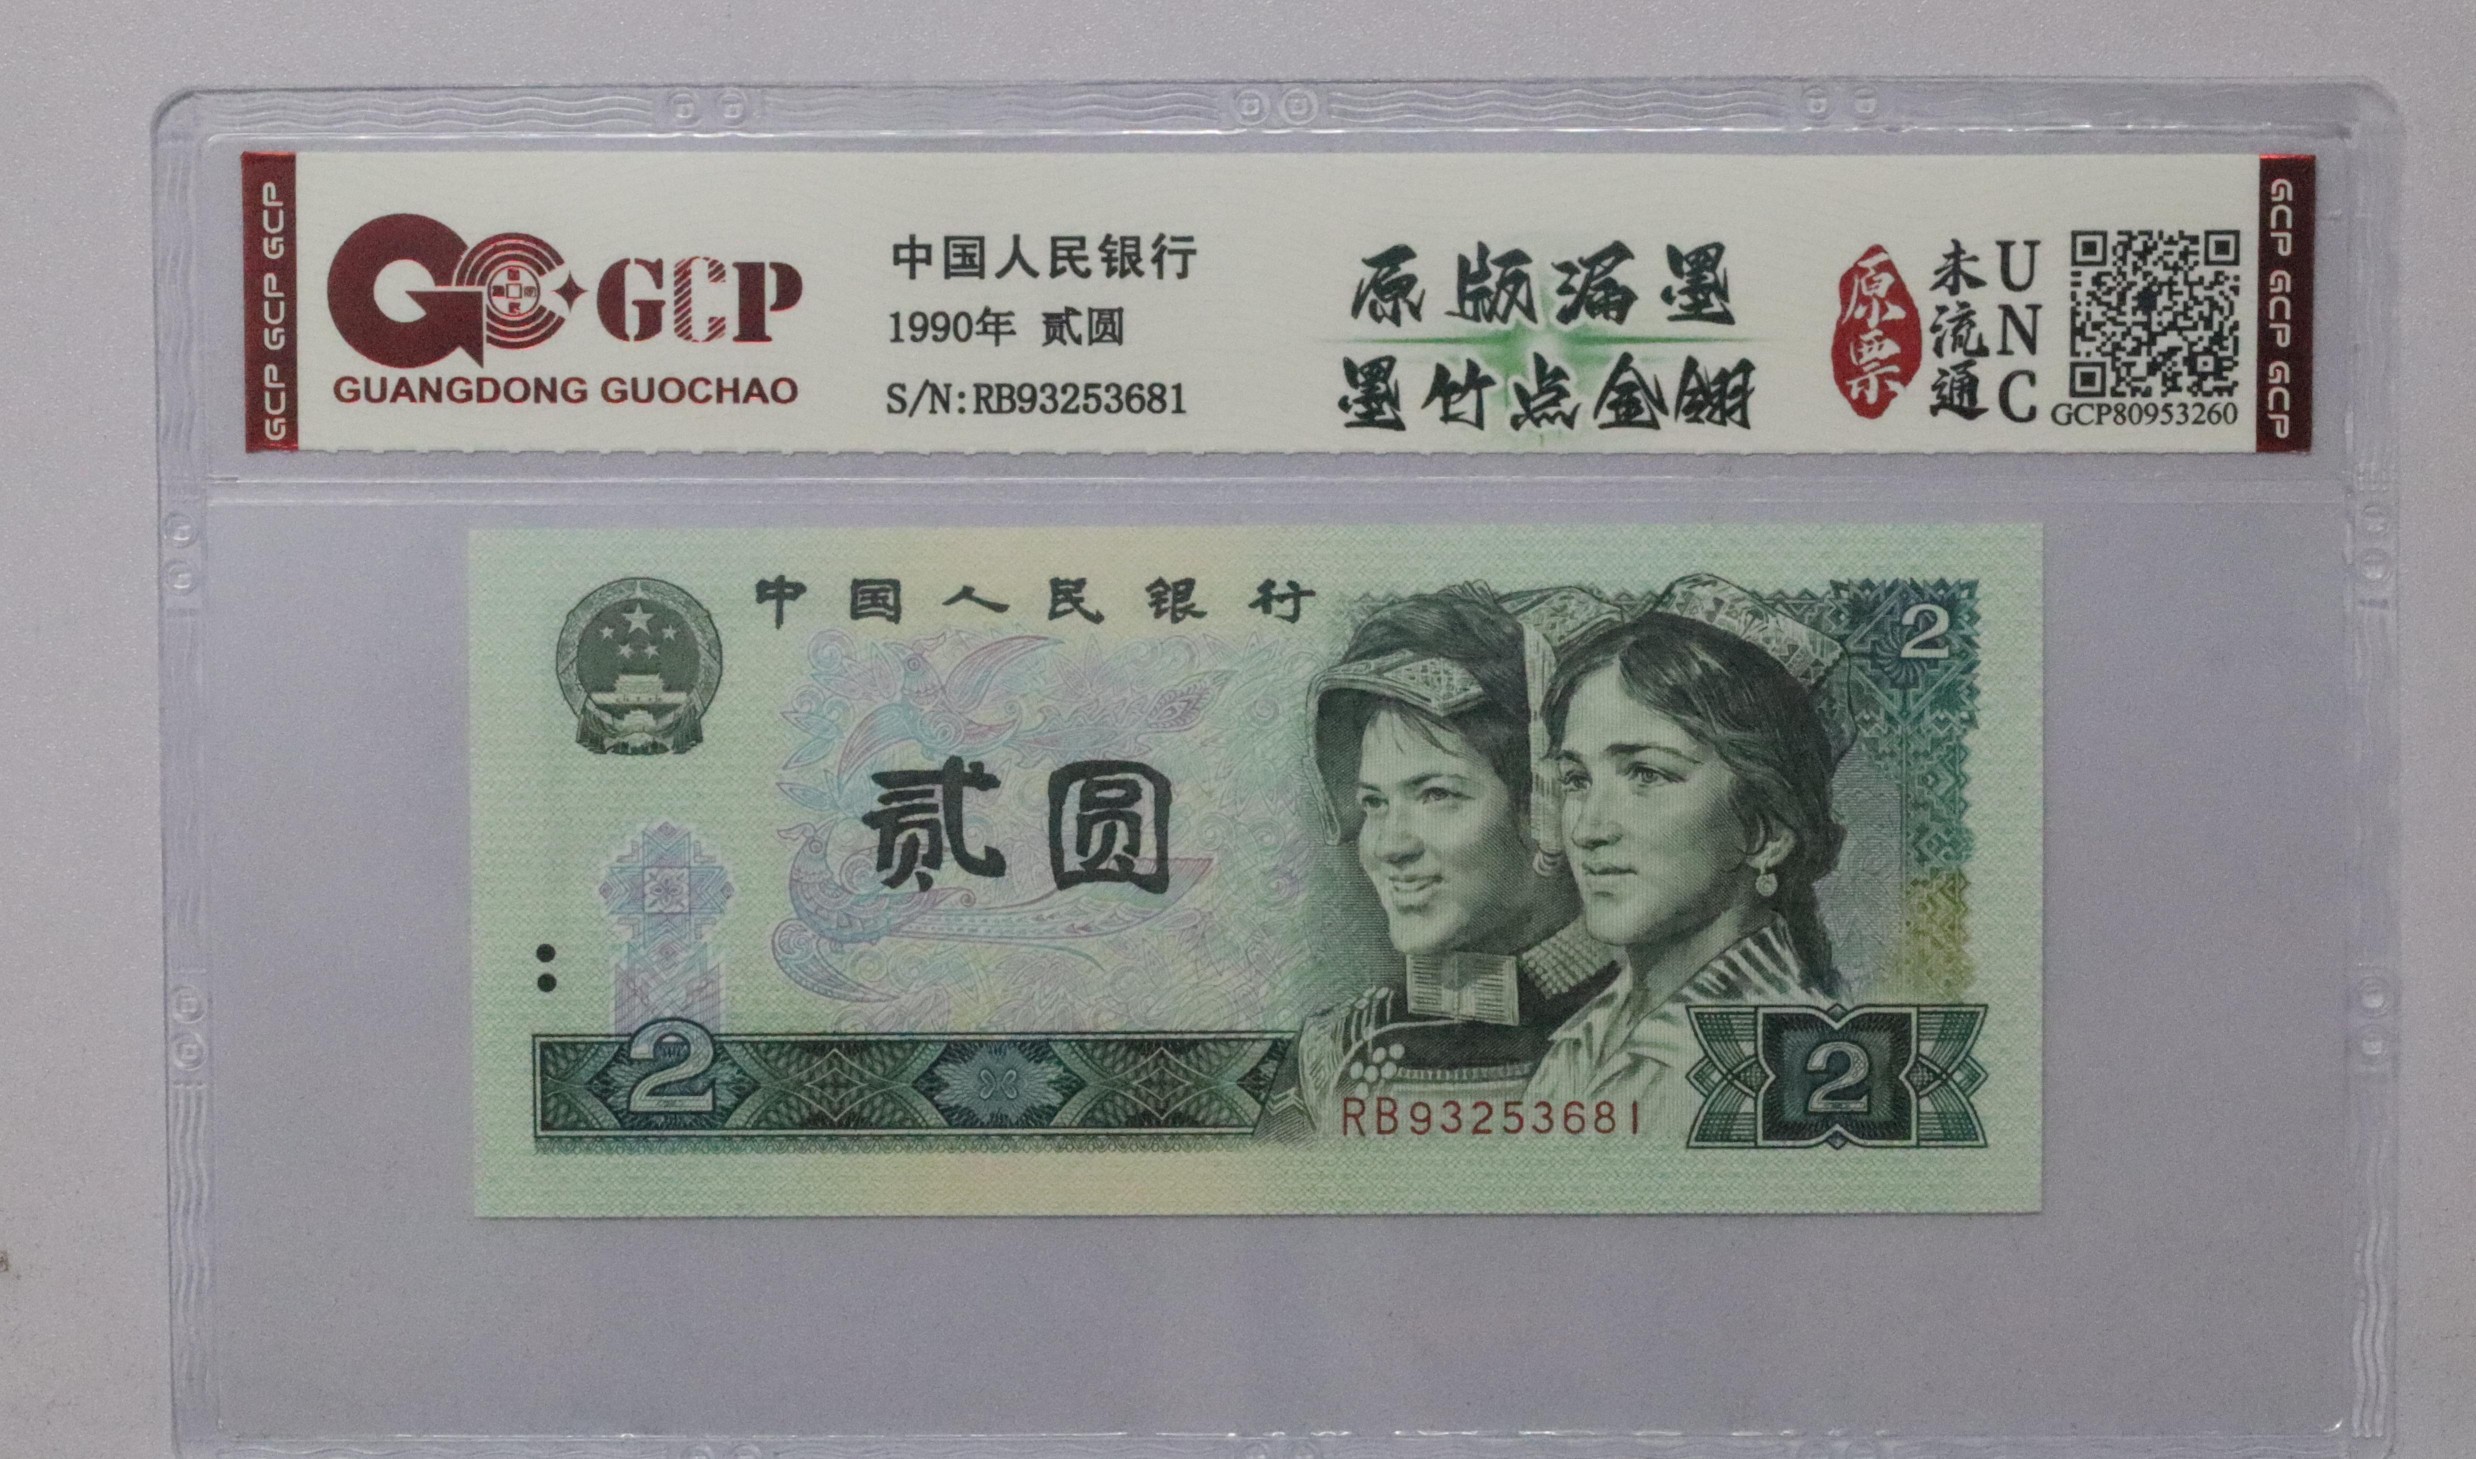 GCP GCP GCP
GCP
GUANGDONG GUOCHAO
中国人民银行
1990年 贰圆
S/N:RB93253681
原版漏墨
墨竹点金翅
原票
未流通
UNC
GCP80953260
GCP GCP GCP
中国人民银行
2
贰圆
2
RB93253681
2